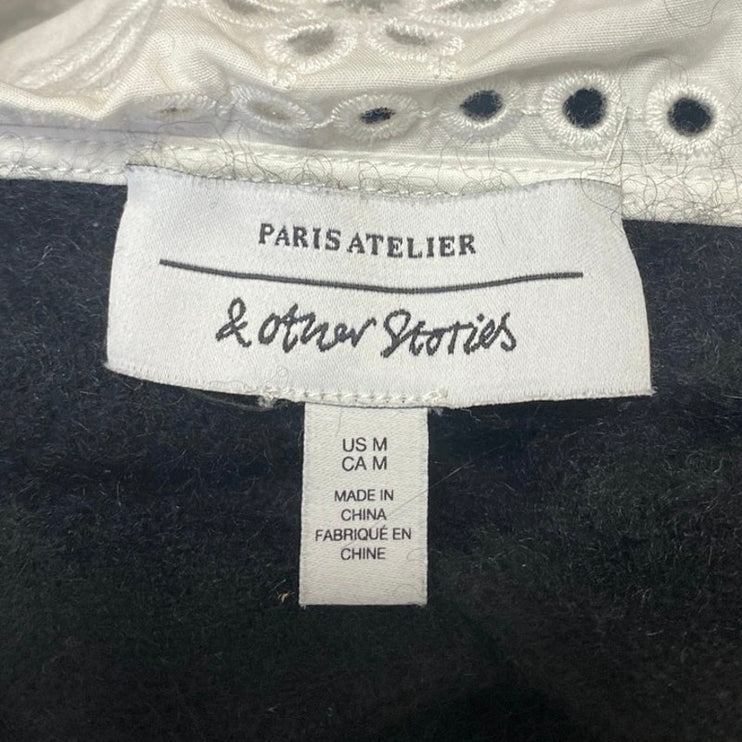 PARIS ATELIER
& other Stories
US M
CA M
MADE IN
CHINA
FABRIQUÉ EN
CHINE